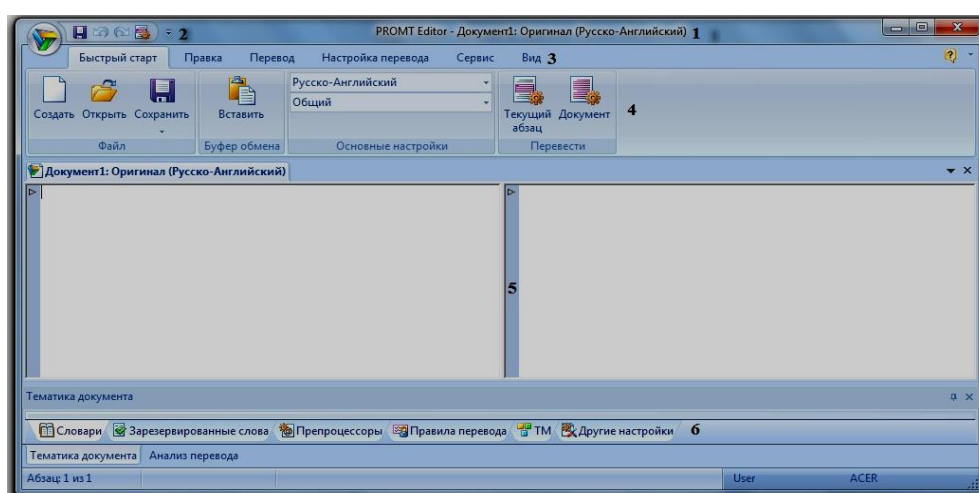 PROMT Editor - Документ1: Оригинал (Русско-Английский) 1
2
Быстрый старт Правка Перевод Настройка перевода Сервис Вид 3
Русско-Английский
Общий
Создать Открыть Сохранить Вставить Текущий абзац Документ 4
Файл Буфер обмена Основные настройки Перевести
Документ1: Оригинал (Русско-Английский)
5
Тематика документа
Словари Зарезервированные слова Препроцессоры Правила перевода ТМ Другие настройки 6
Тематика документа Анализ перевода
Абзац: 1 из 1 User ACER